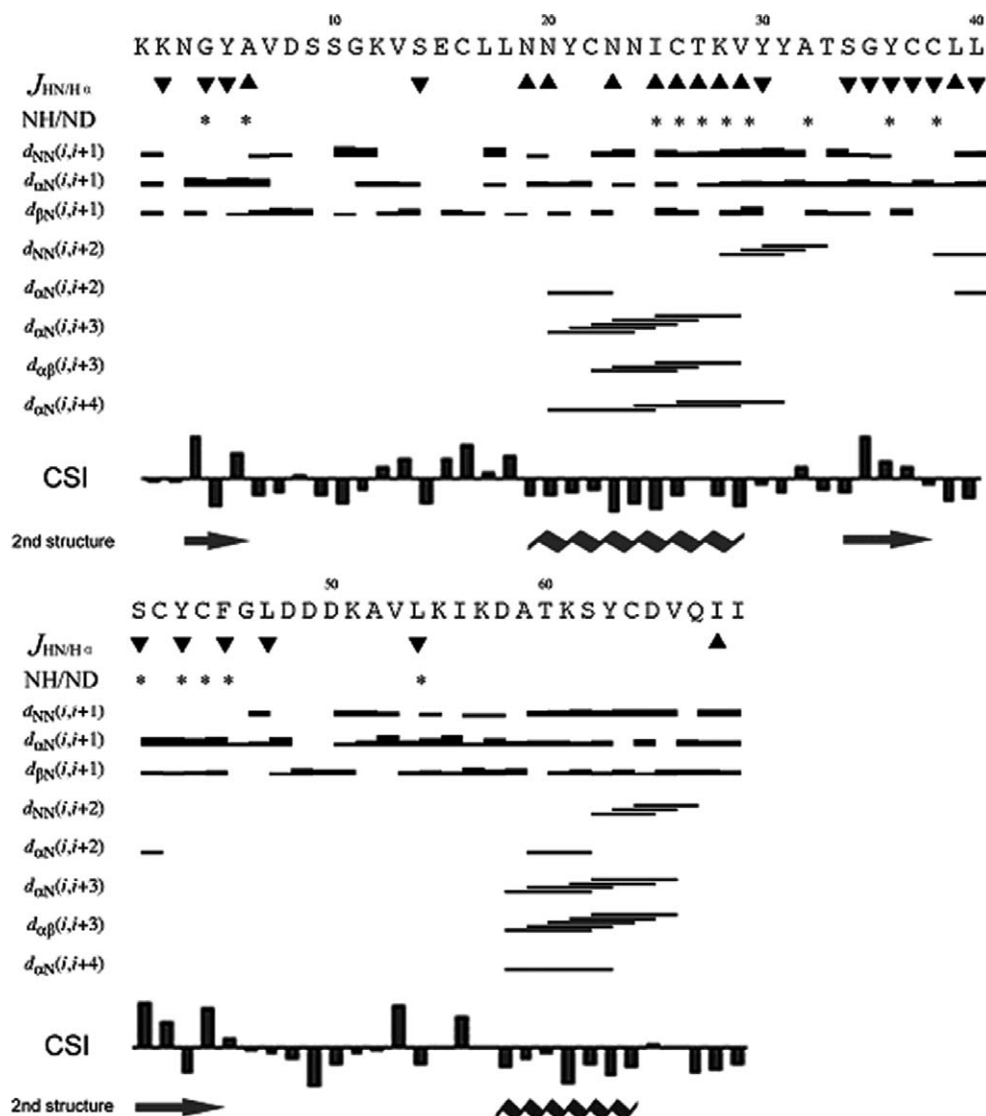 10 20 30 40
KKNGYAVDSSGKVSECLLNNYCNNICTKVYYATSGYCCLL
J HN/Hα ▼ ▼ ▼ ▲ ▼ ▲ ▲ ▲ ▲ ▲ ▲ ▲ ▲ ▼ ▼ ▼ ▼ ▼ ▼ ▲ ▼
NH/ND * * * * * * * * * *
dNN(i,i+1)
dαN(i,i+1)
dβN(i,i+1)
dNN(i,i+2)
dαN(i,i+2)
dαN(i,i+3)
dαβ(i,i+3)
dαN(i,i+4)
CSI
2nd structure
50 60
SCYCFGLDDDKAVLKIKDATKSYCDVQII
J HN/Hα ▼ ▼ ▼ ▼ ▼ ▲
NH/ND * * * * *
dNN(i,i+1)
dαN(i,i+1)
dβN(i,i+1)
dNN(i,i+2)
dαN(i,i+2)
dαN(i,i+3)
dαβ(i,i+3)
dαN(i,i+4)
CSI
2nd structure